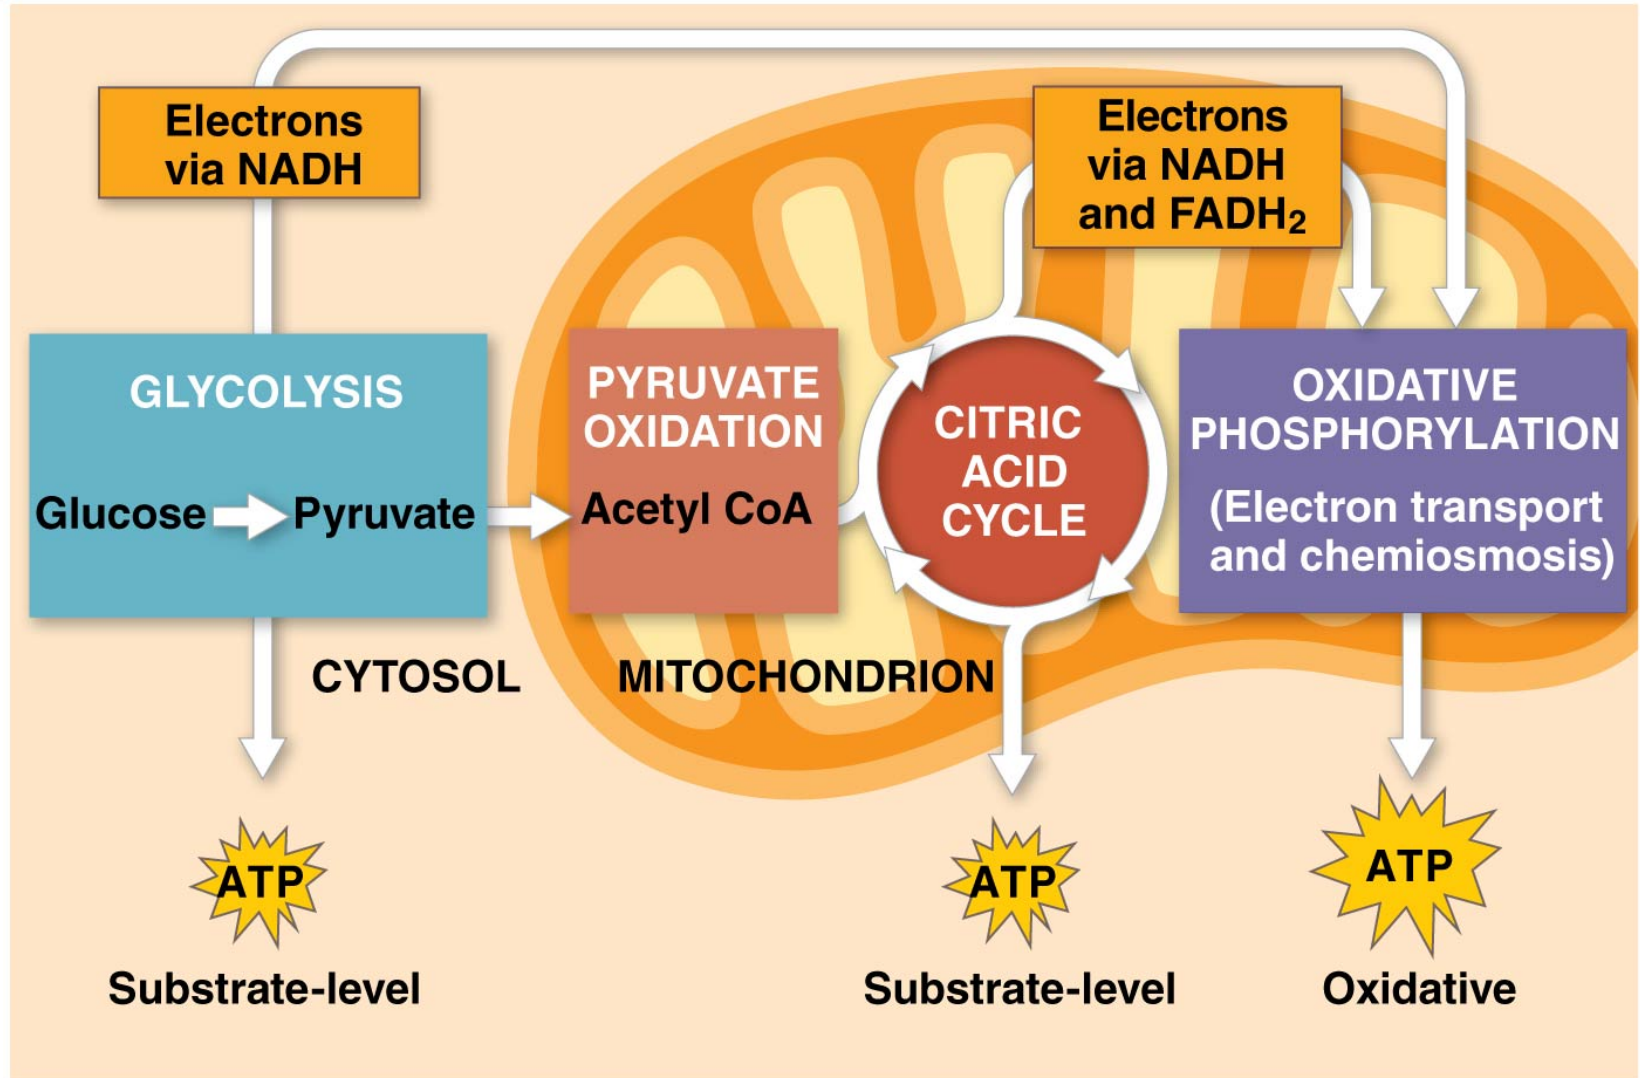 Electrons
via NADH
Electrons
via NADH
and FADH₂
GLYCOLYSIS
Glucose
Pyruvate
PYRUVATE
OXIDATION
Acetyl CoA
CITRIC
ACID
CYCLE
OXIDATIVE
PHOSPHORYLATION
(Electron transport
and chemiosmosis)
CYTOSOL
MITOCHONDRION
ATP
ATP
ATP
Substrate-level
Substrate-level
Oxidative